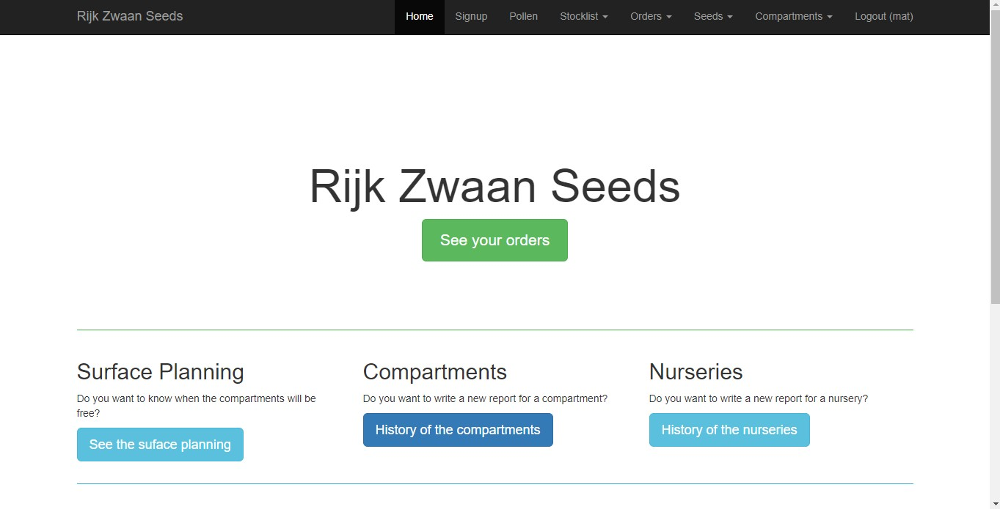 Rijk Zwaan Seeds Home Signup Pollen Stocklist Orders Seeds Compartments Logout (mat)
Rijk Zwaan Seeds
See your orders
Surface Planning
Do you want to know when the compartments will be
free?
See the suface planning
Compartments
Do you want to write a new report for a compartment?
History of the compartments
Nurseries
Do you want to write a new report for a nursery?
History of the nurseries